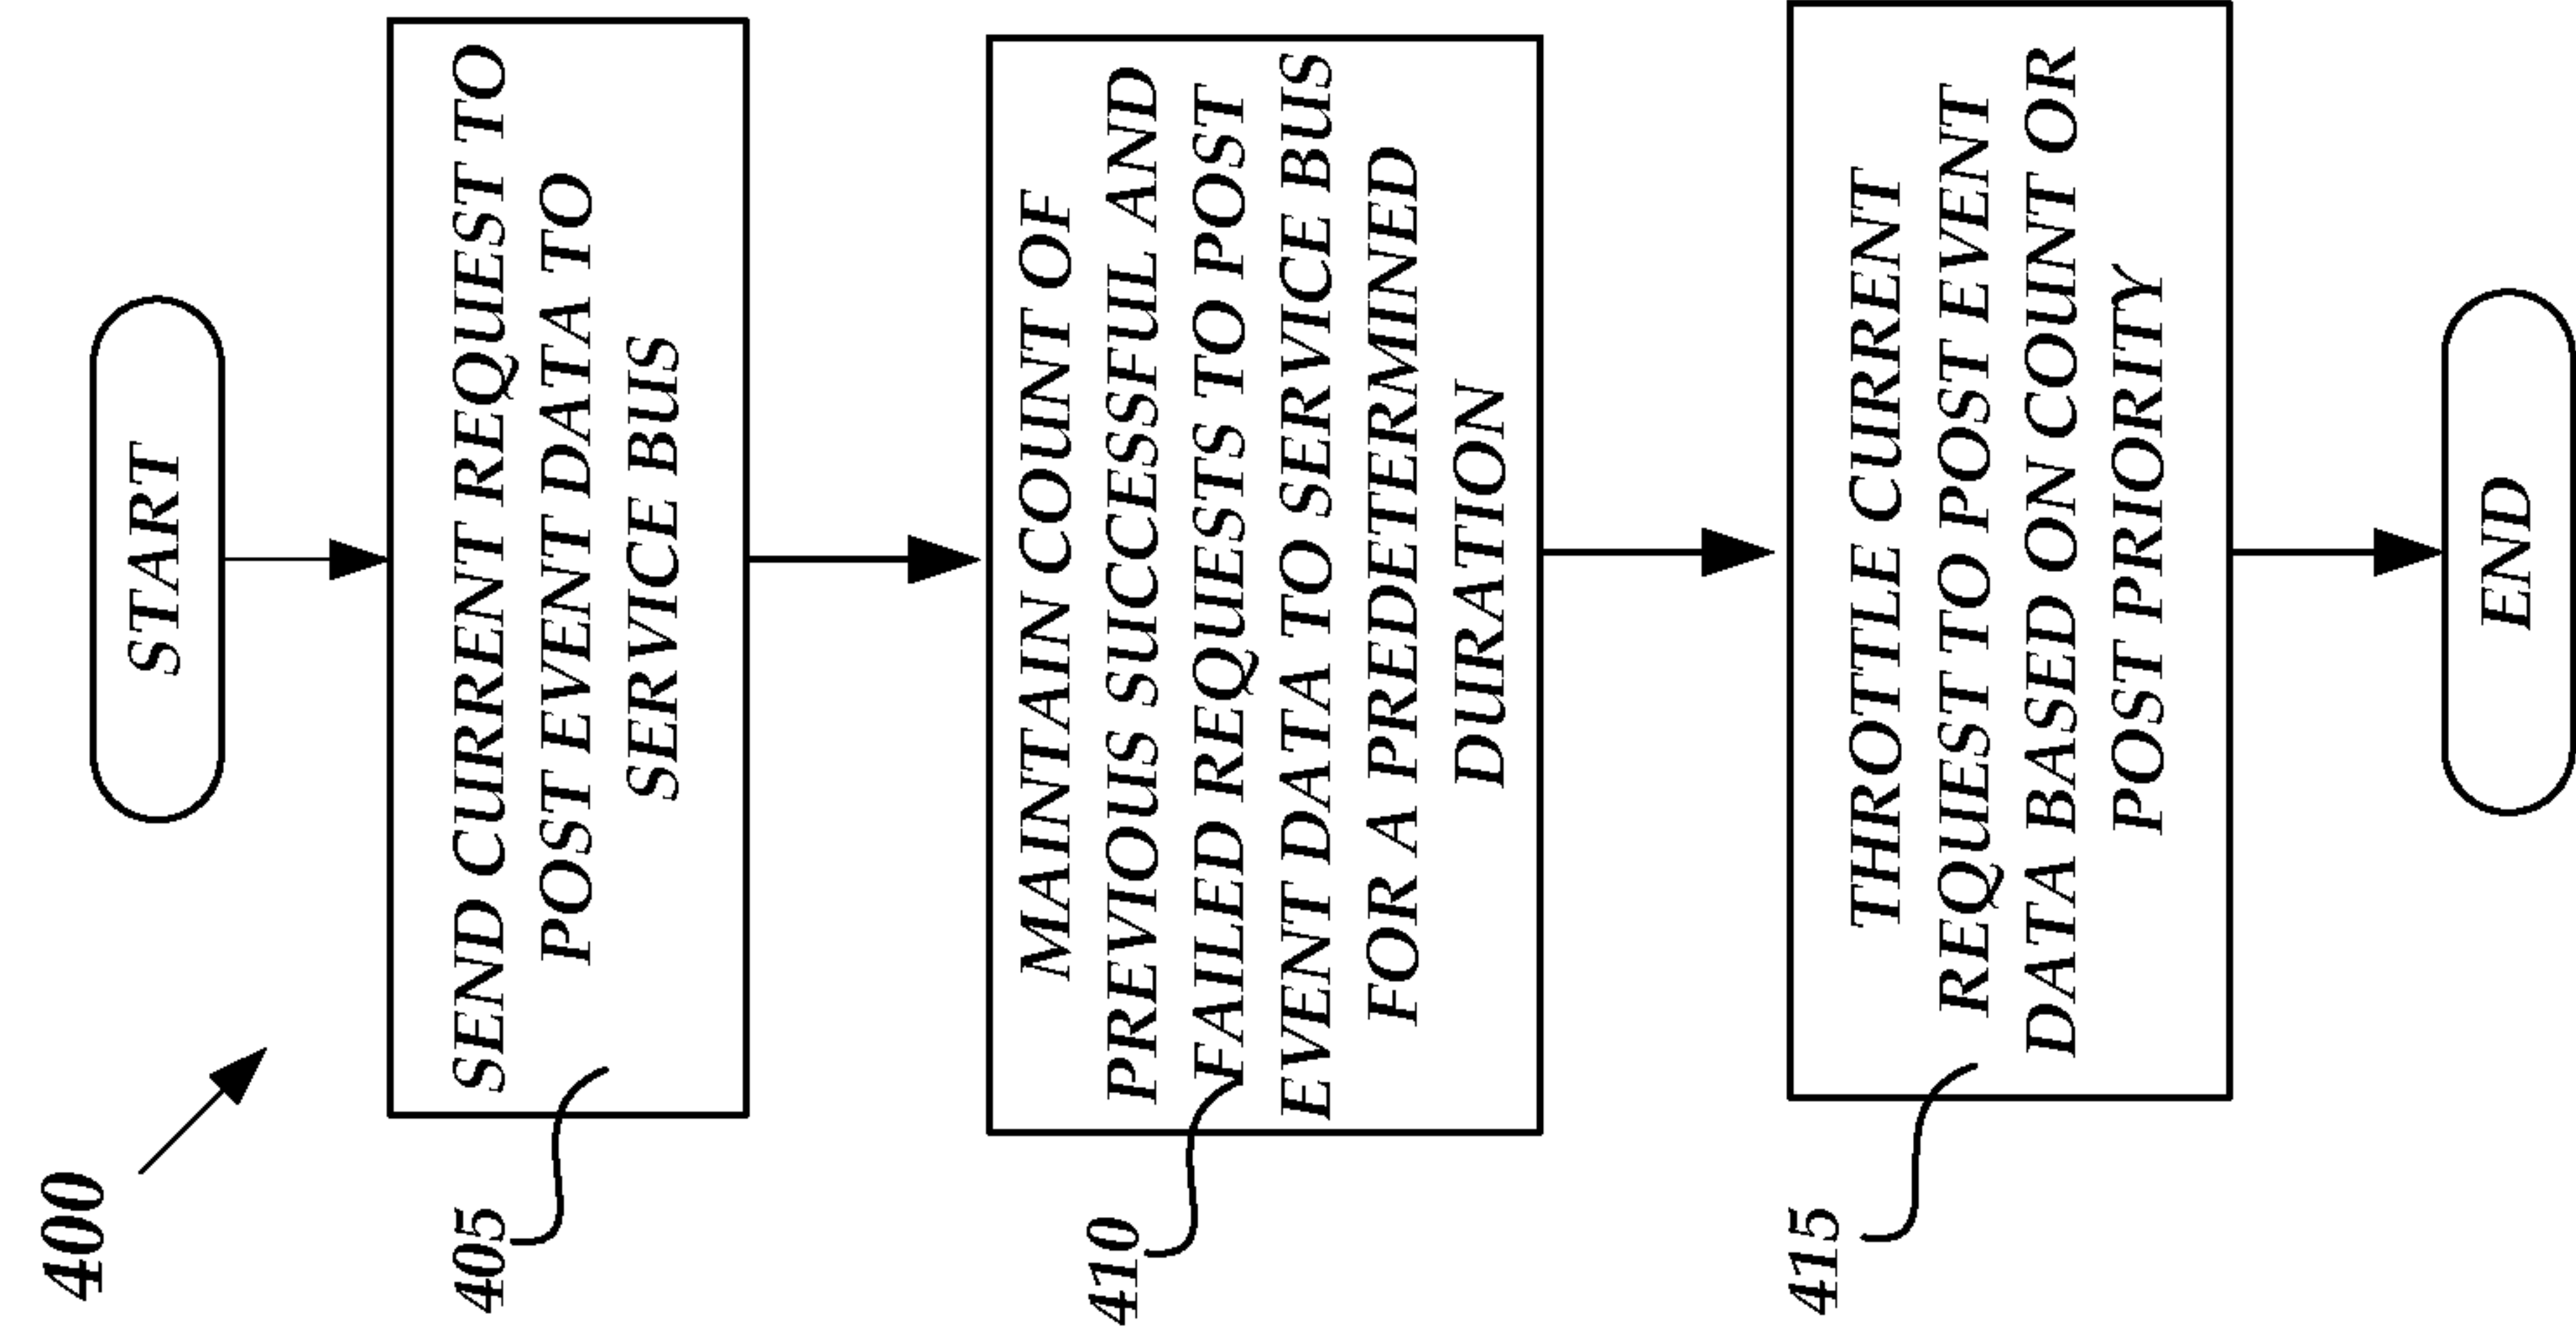 400
START
405
SEND CURRENT REQUEST TO
POST EVENT DATA TO
SERVICE BUS
410
MAINTAIN COUNT OF
PREVIOUS SUCCESSFUL AND
FAILED REQUESTS TO POST
EVENT DATA TO SERVICE BUS
FOR A PREDETERMINED
DURATION
415
THROTTLE CURRENT
REQUEST TO POST EVENT
DATA BASED ON COUNT OR
POST PRIORITY
END